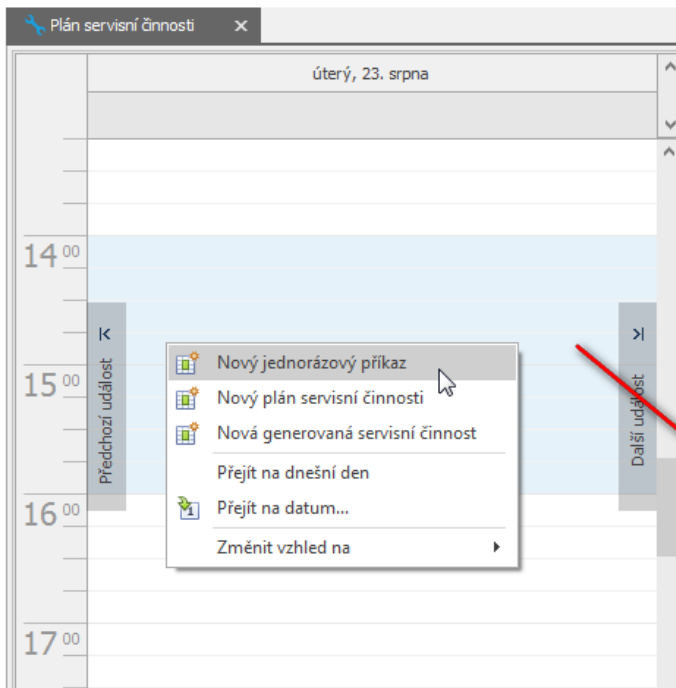 Plán servisní činnosti
úterý, 23. srpna
14 00
15 00
16 00
17 00
Předchozí událost
Další událost
Nový jednorázový příkaz
Nový plán servisní činnosti
Nová generovaná servisní činnost
Přejít na dnešní den
Přejít na datum...
Změnit vzhled na